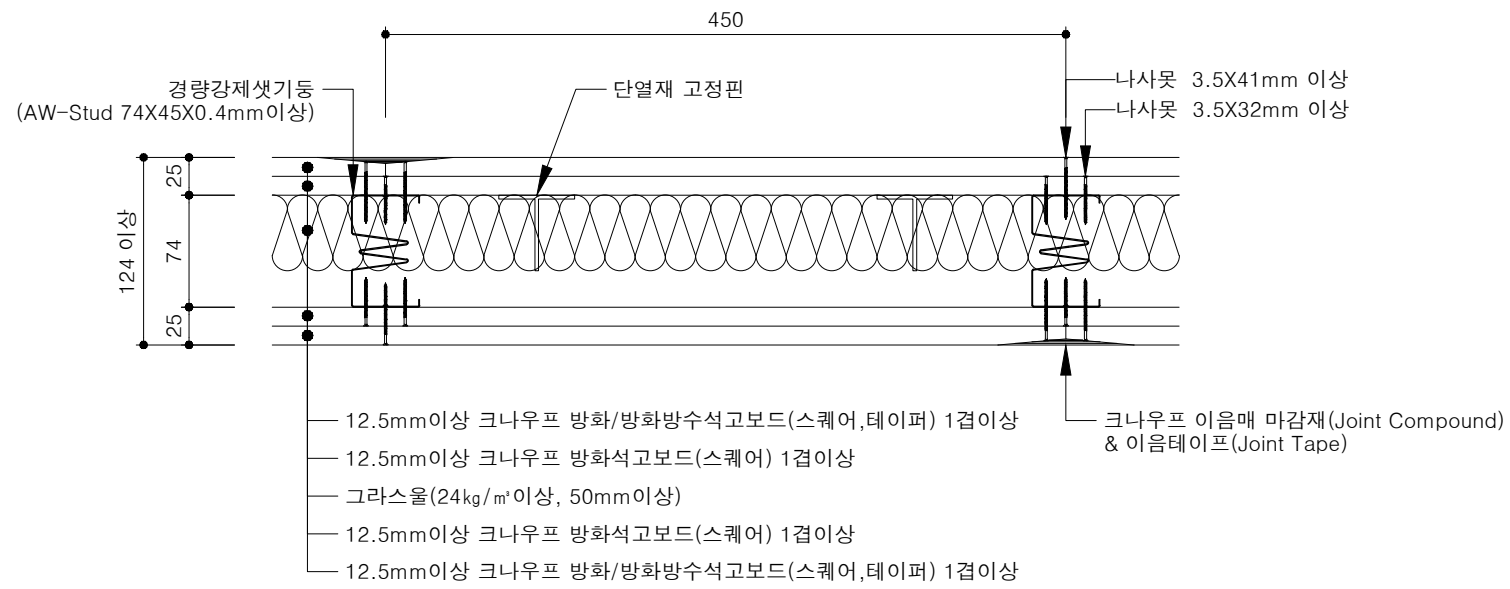 450
경량강제샛기둥
(AW-Stud 74X45X0.4mm이상)
단열재 고정핀
나사못 3.5X41mm 이상
나사못 3.5X32mm 이상
25
124 이상
74
25
12.5mm이상 크나우프 방화/방화방수석고보드(스퀘어,테이퍼) 1겹이상
12.5mm이상 크나우프 방화석고보드(스퀘어) 1겹이상
그라스울(24㎏/㎥이상, 50mm이상)
12.5mm이상 크나우프 방화석고보드(스퀘어) 1겹이상
12.5mm이상 크나우프 방화/방화방수석고보드(스퀘어,테이퍼) 1겹이상
크나우프 이음매 마감재(Joint Compound)
& 이음테이프(Joint Tape)